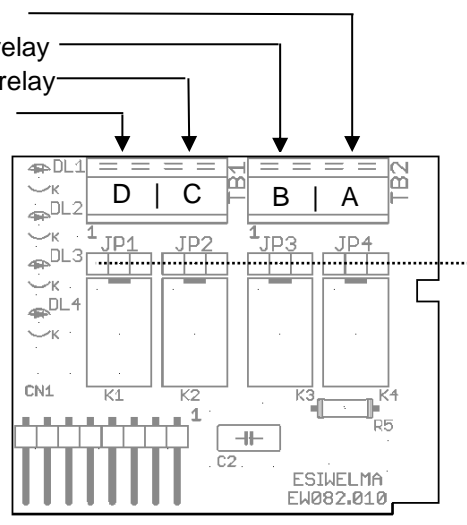 relay
relay
DL1
K
DL2
K
DL3
K
DL4
K
D | C
TB1
B | A
TB2
1
1
JP1
JP2
JP3
JP4
K1
K2
K3
K4
CN1
1
C2
R5
ESIWELMA
EW082.010